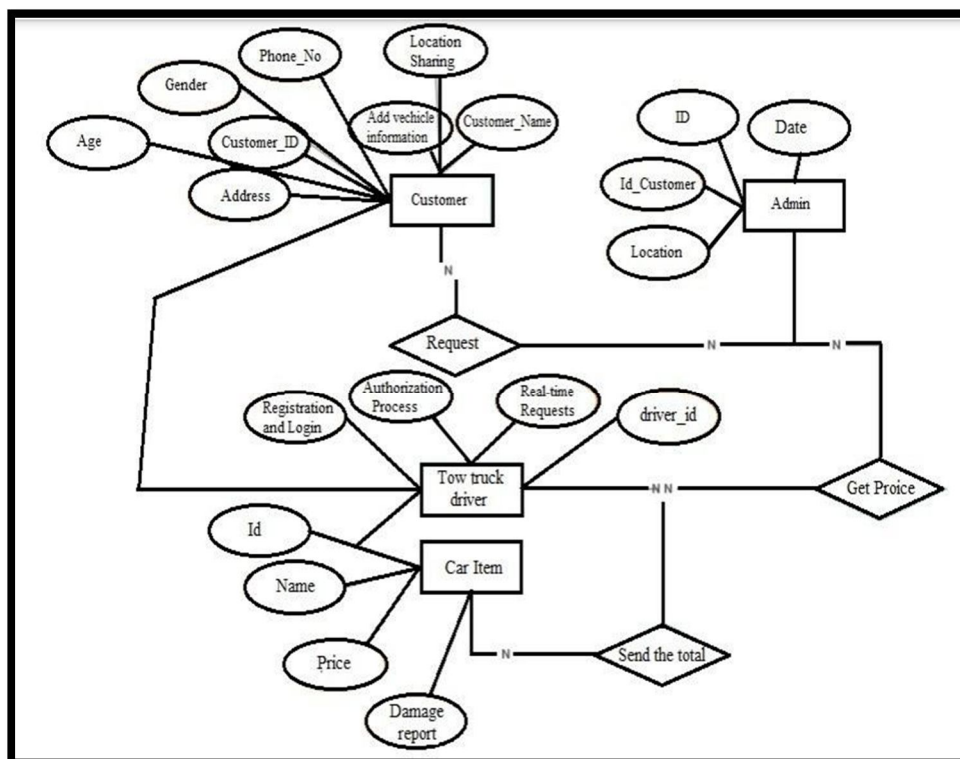 Location
Sharing
Phone_No
Gender
Add vechicle
information
Customer_Name
Age
Customer_ID
Address
Customer
ID
Date
Id_Customer
Admin
Location
N
Request
N
N
Authorization
Process
Real-time
Requests
Registration
and Login
driver_id
Tow truck
driver
N N
Get Proice
Id
Car Item
Name
Price
N
Send the total
Damage
report